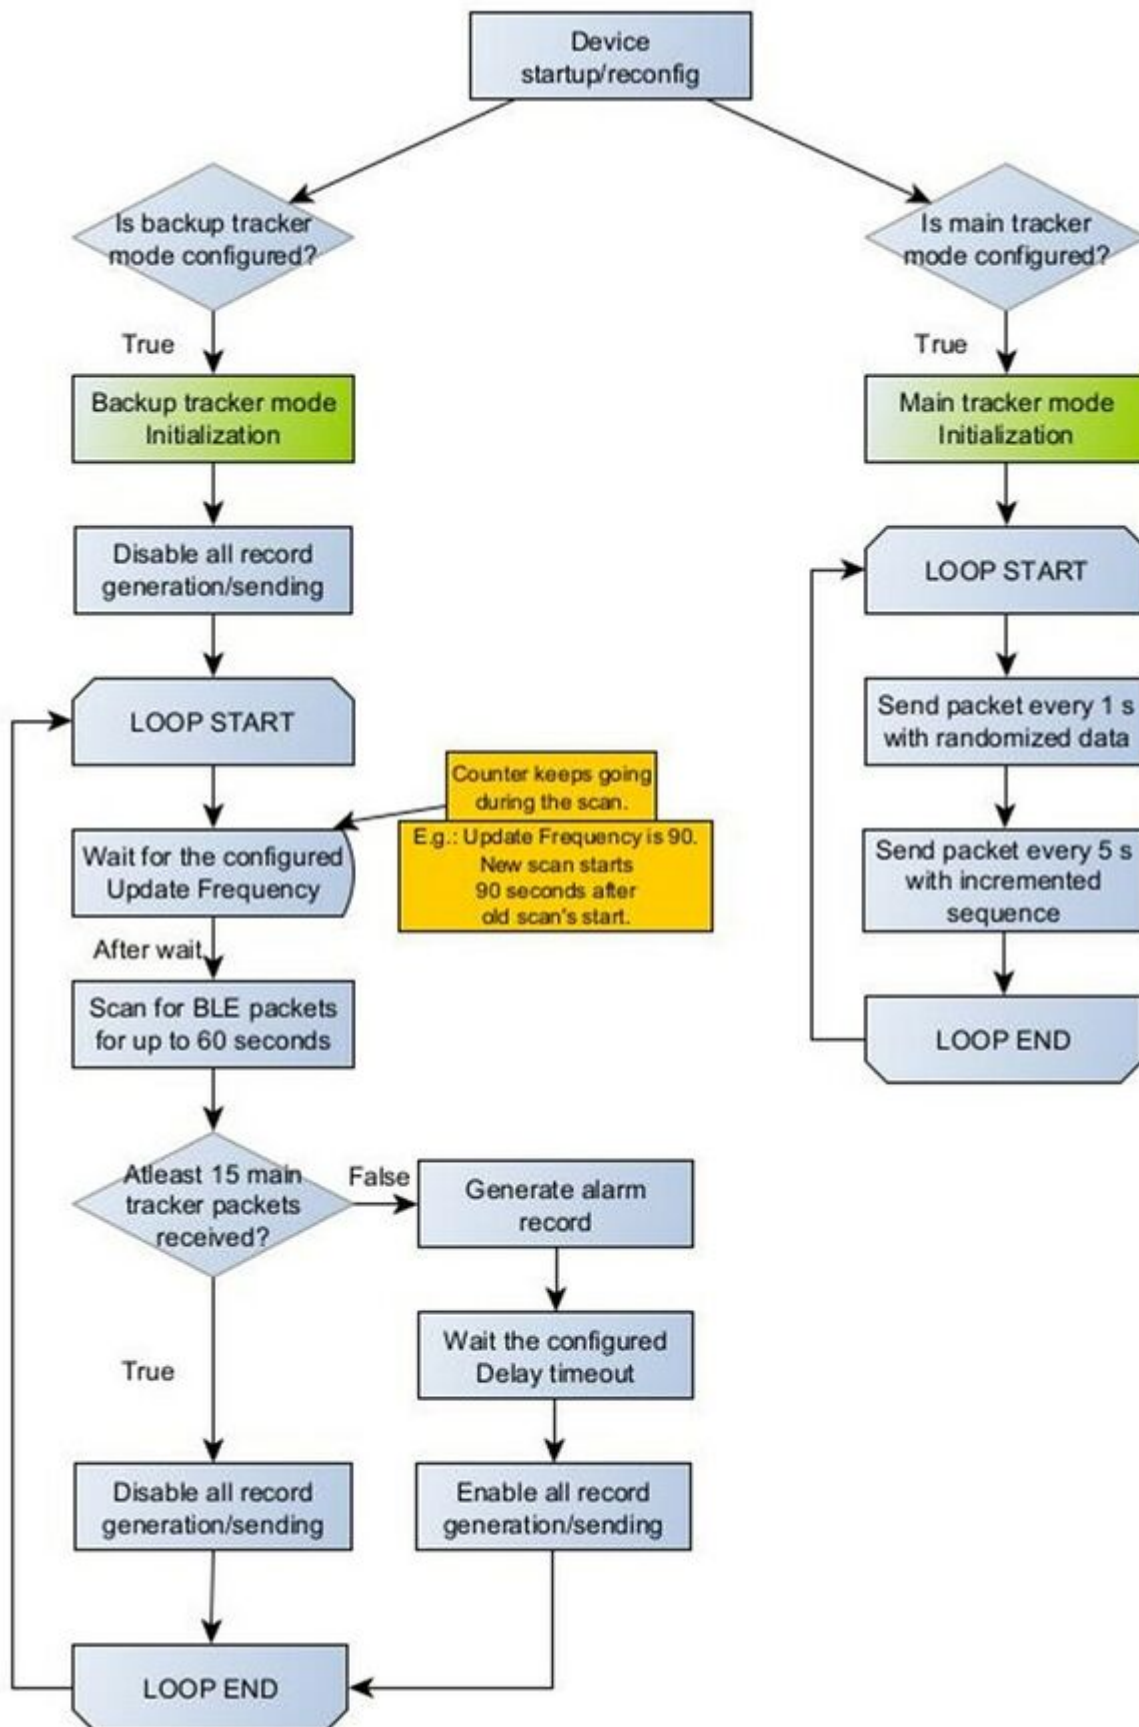 Device
startup/reconfig
Is backup tracker
mode configured?
Is main tracker
mode configured?
True
True
Backup tracker mode
Initialization
Main tracker mode
Initialization
Disable all record
generation/sending
LOOP START
LOOP START
Send packet every 1 s
with randomized data
Counter keeps going
during the scan.
E.g.: Update Frequency is 90.
New scan starts
90 seconds after
old scan's start.
Wait for the configured
Update Frequency
Send packet every 5 s
with incremented
sequence
After wait
Scan for BLE packets
for up to 60 seconds
LOOP END
Atleast 15 main
tracker packets
received?
False
Generate alarm
record
Wait the configured
Delay timeout
True
Disable all record
generation/sending
Enable all record
generation/sending
LOOP END